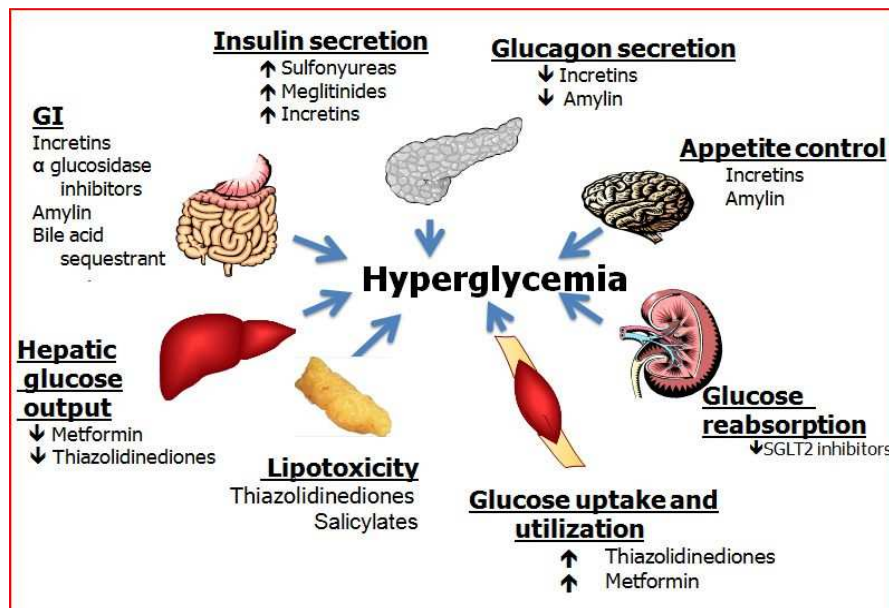 Insulin secretion
↑ Sulfonyureas
↑ Meglitinides
↑ Incretins
Glucagon secretion
↓ Incretins
↓ Amylin
GI
Incretins
α glucosidase
inhibitors
Amylin
Bile acid
sequestrant
Appetite control
Incretins
Amylin
Hyperglycemia
Hepatic
glucose
output
↓ Metformin
↓ Thiazolidinediones
Lipotoxicity
Thiazolidinediones
Salicylates
Glucose uptake and
utilization
↑ Thiazolidinediones
↑ Metformin
Glucose
reabsorption
↓SGLT2 inhibitors